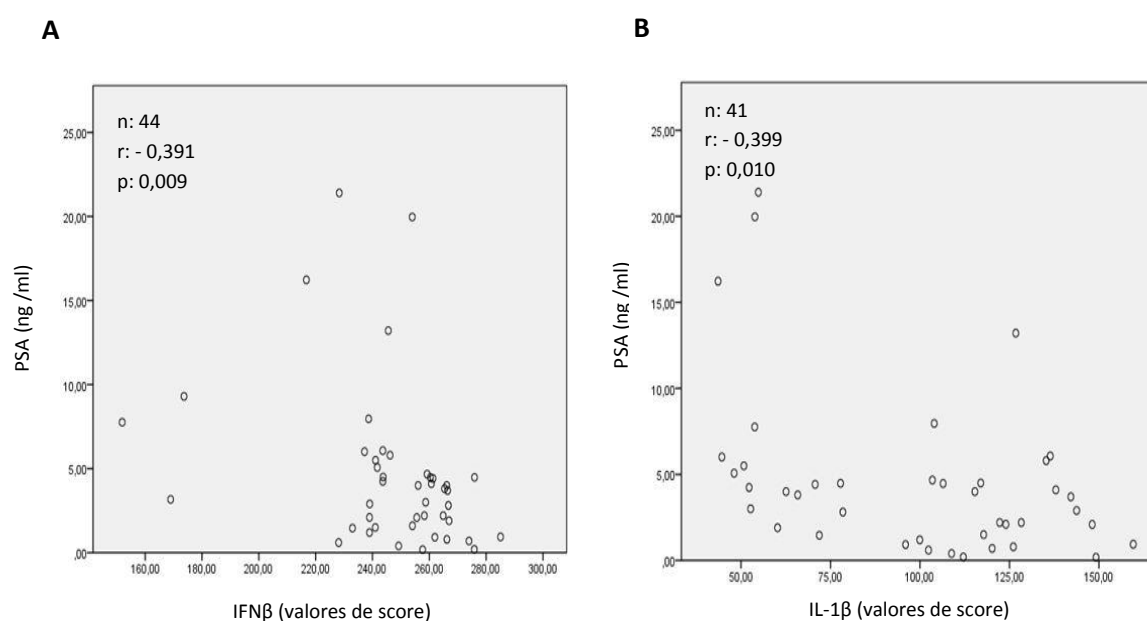 A
n: 44
r: - 0,391
p: 0,009
25,00
20,00
15,00
10,00
5,00
,00
PSA (ng /ml)
160,00 180,00 200,00 220,00 240,00 260,00 280,00 300,00
IFNβ (valores de score)
B
n: 41
r: - 0,399
p: 0,010
25,00
20,00
15,00
10,00
5,00
,00
PSA (ng /ml)
50,00 75,00 100,00 125,00 150,00
IL-1β (valores de score)